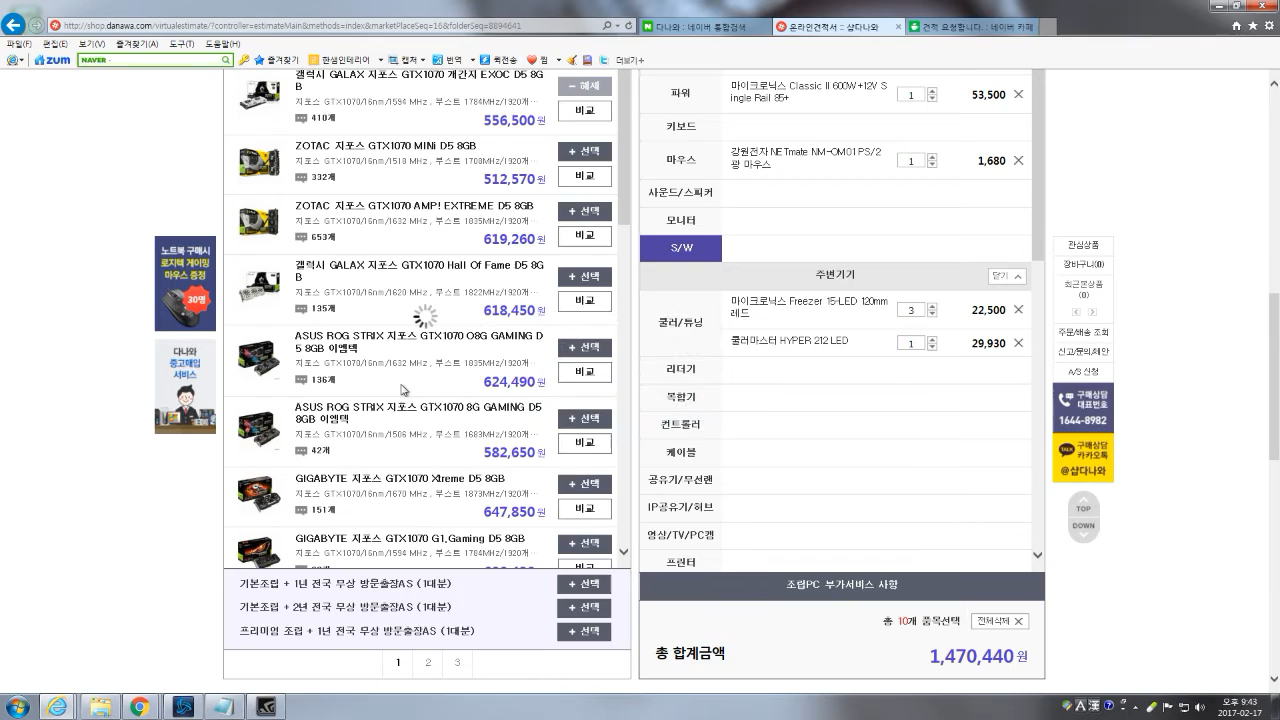 http://shop.danawa.com/virtualestimate/?controller=estimateMain&methods=index&marketPlaceSeq=16&folderSeq=8894641
다나와 : 네이버 통합검색
온라인견적서 :: 샵다나와
견적 요청합니다. : 네이버 카페
파일(F) 편집(E) 보기(V) 즐겨찾기(A) 도구(T) 도움말(H)
zum
NAVER
즐겨찾기 한샘인테리어 캡처 번역 퀵전송 찜 더보기
갤럭시 GALAX 지포스 GTX1070 개간지 EXOC D5 8G
B
지포스 GTX1070/16nm/1594 MHz , 부스트 1784MHz/1920개…
410개
556,500 원
− 해제
비교
ZOTAC 지포스 GTX1070 MINi D5 8GB
지포스 GTX1070/16nm/1518 MHz , 부스트 1708MHz/1920개…
332개
512,570 원
+ 선택
비교
ZOTAC 지포스 GTX1070 AMP! EXTREME D5 8GB
지포스 GTX1070/16nm/1632 MHz , 부스트 1835MHz/1920개…
653개
619,260 원
+ 선택
비교
갤럭시 GALAX 지포스 GTX1070 Hall Of Fame D5 8G
B
지포스 GTX1070/16nm/1620 MHz , 부스트 1822MHz/1920개…
135개
618,450 원
+ 선택
비교
ASUS ROG STRIX 지포스 GTX1070 O8G GAMING D
5 8GB 이엠텍
지포스 GTX1070/16nm/1632 MHz , 부스트 1835MHz/1920개…
136개
624,490 원
+ 선택
비교
ASUS ROG STRIX 지포스 GTX1070 8G GAMING D5
8GB 이엠텍
지포스 GTX1070/16nm/1506 MHz , 부스트 1683MHz/1920개…
42개
582,650 원
+ 선택
비교
GIGABYTE 지포스 GTX1070 Xtreme D5 8GB
지포스 GTX1070/16nm/1670 MHz , 부스트 1873MHz/1920개…
151개
647,850 원
+ 선택
비교
GIGABYTE 지포스 GTX1070 G1.Gaming D5 8GB
지포스 GTX1070/16nm/1594 MHz , 부스트 1784MHz/1920개…
+ 선택
기본조립 + 1년 전국 무상 방문출장AS (1대분)
+ 선택
기본조립 + 2년 전국 무상 방문출장AS (1대분)
+ 선택
프리미엄 조립 + 1년 전국 무상 방문출장AS (1대분)
+ 선택
1 2 3
파워
마이크로닉스 Classic II 600W +12V S
ingle Rail 85+
1
53,500
키보드
마우스
강원전자 NETmate NM-OM01 PS/2
광 마우스
1
1,680
사운드/스피커
모니터
S/W
주변기기
닫기
쿨러/튜닝
마이크로닉스 Freezer 15-LED 120mm
레드
3
22,500
쿨러마스터 HYPER 212 LED
1
29,930
리더기
복합기
컨트롤러
케이블
공유기/무선랜
IP공유기/허브
영상/TV/PC캠
프린터
조립PC 부가서비스 사항
총 10개 품목선택
전체삭제
총 합계금액
1,470,440 원
노트북 구매시
로지텍 게이밍
마우스 증정
30명
다나와
중고매입
서비스
관심상품
장바구니(0)
최근본상품
(0)
주문/배송 조회
신고/문의/제안
A/S 신청
구매상담
대표번호
1644-8982
TALK
구매상담
카카오톡
@샵다나와
TOP
DOWN
오후 9:43
2017-02-17